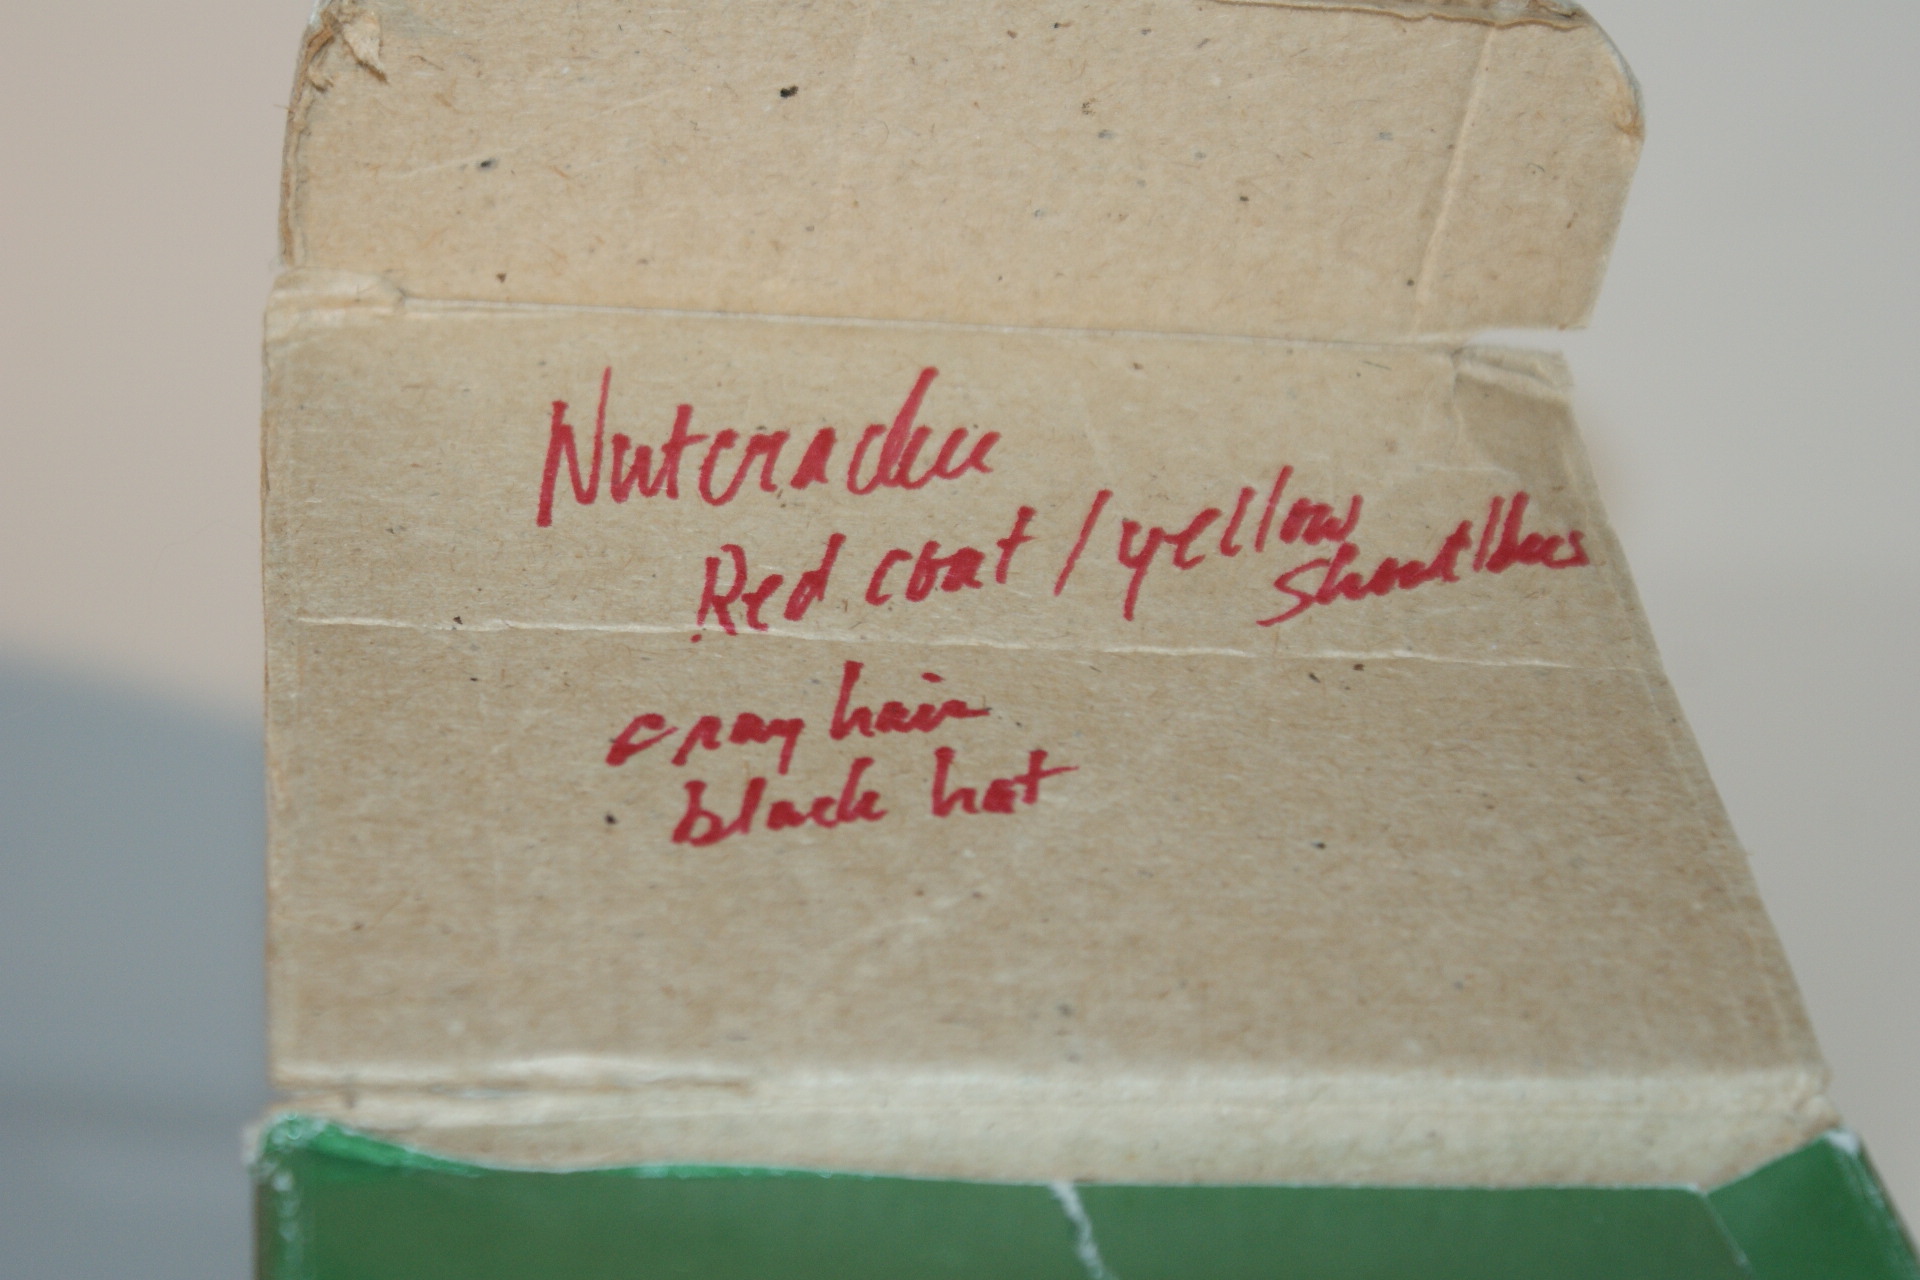 Nutcracker
Red coat / yellow
shoulders
gray hair
black hat